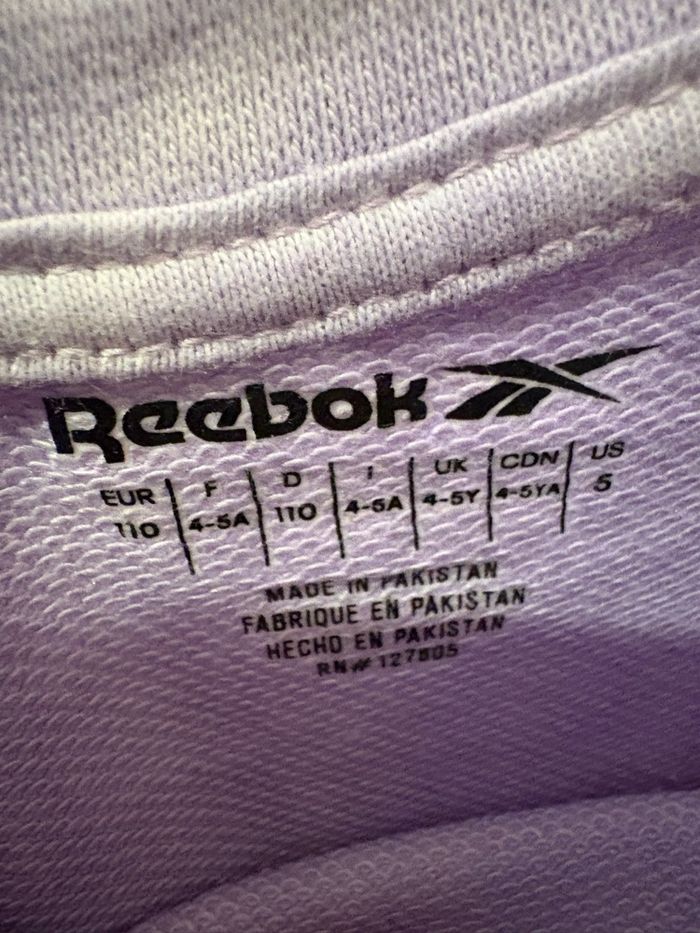 Reebok
EUR F D I UK CDN US
110 4-5A 110 4-5A 4-5Y 4-5YA 5
MADE IN PAKISTAN
FABRIQUE EN PAKISTAN
HECHO EN PAKISTAN
RN# 127505